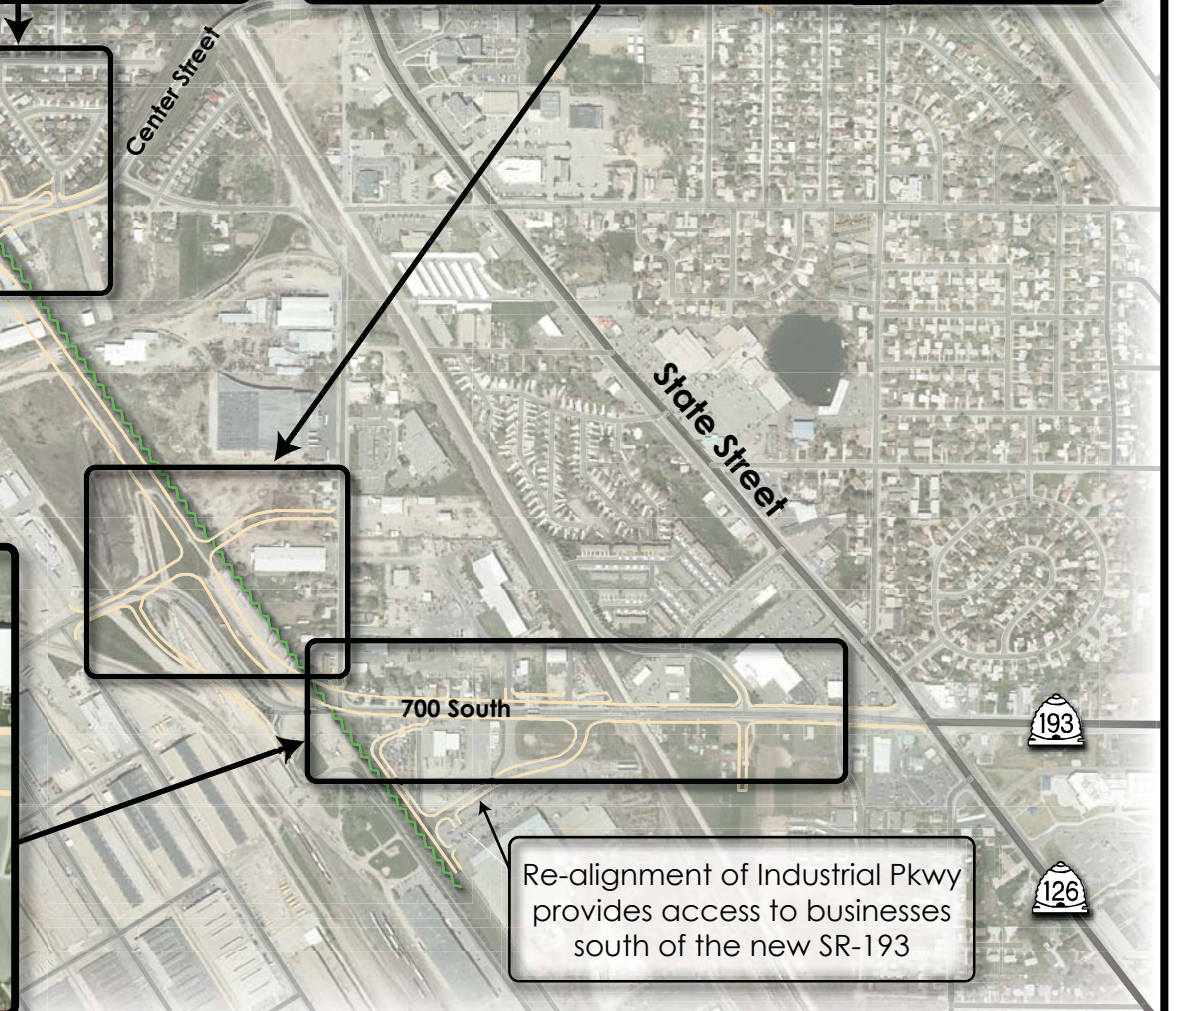 Center Street
State Street
700 South
193
Re-alignment of Industrial Pkwy
provides access to businesses
south of the new SR-193
126